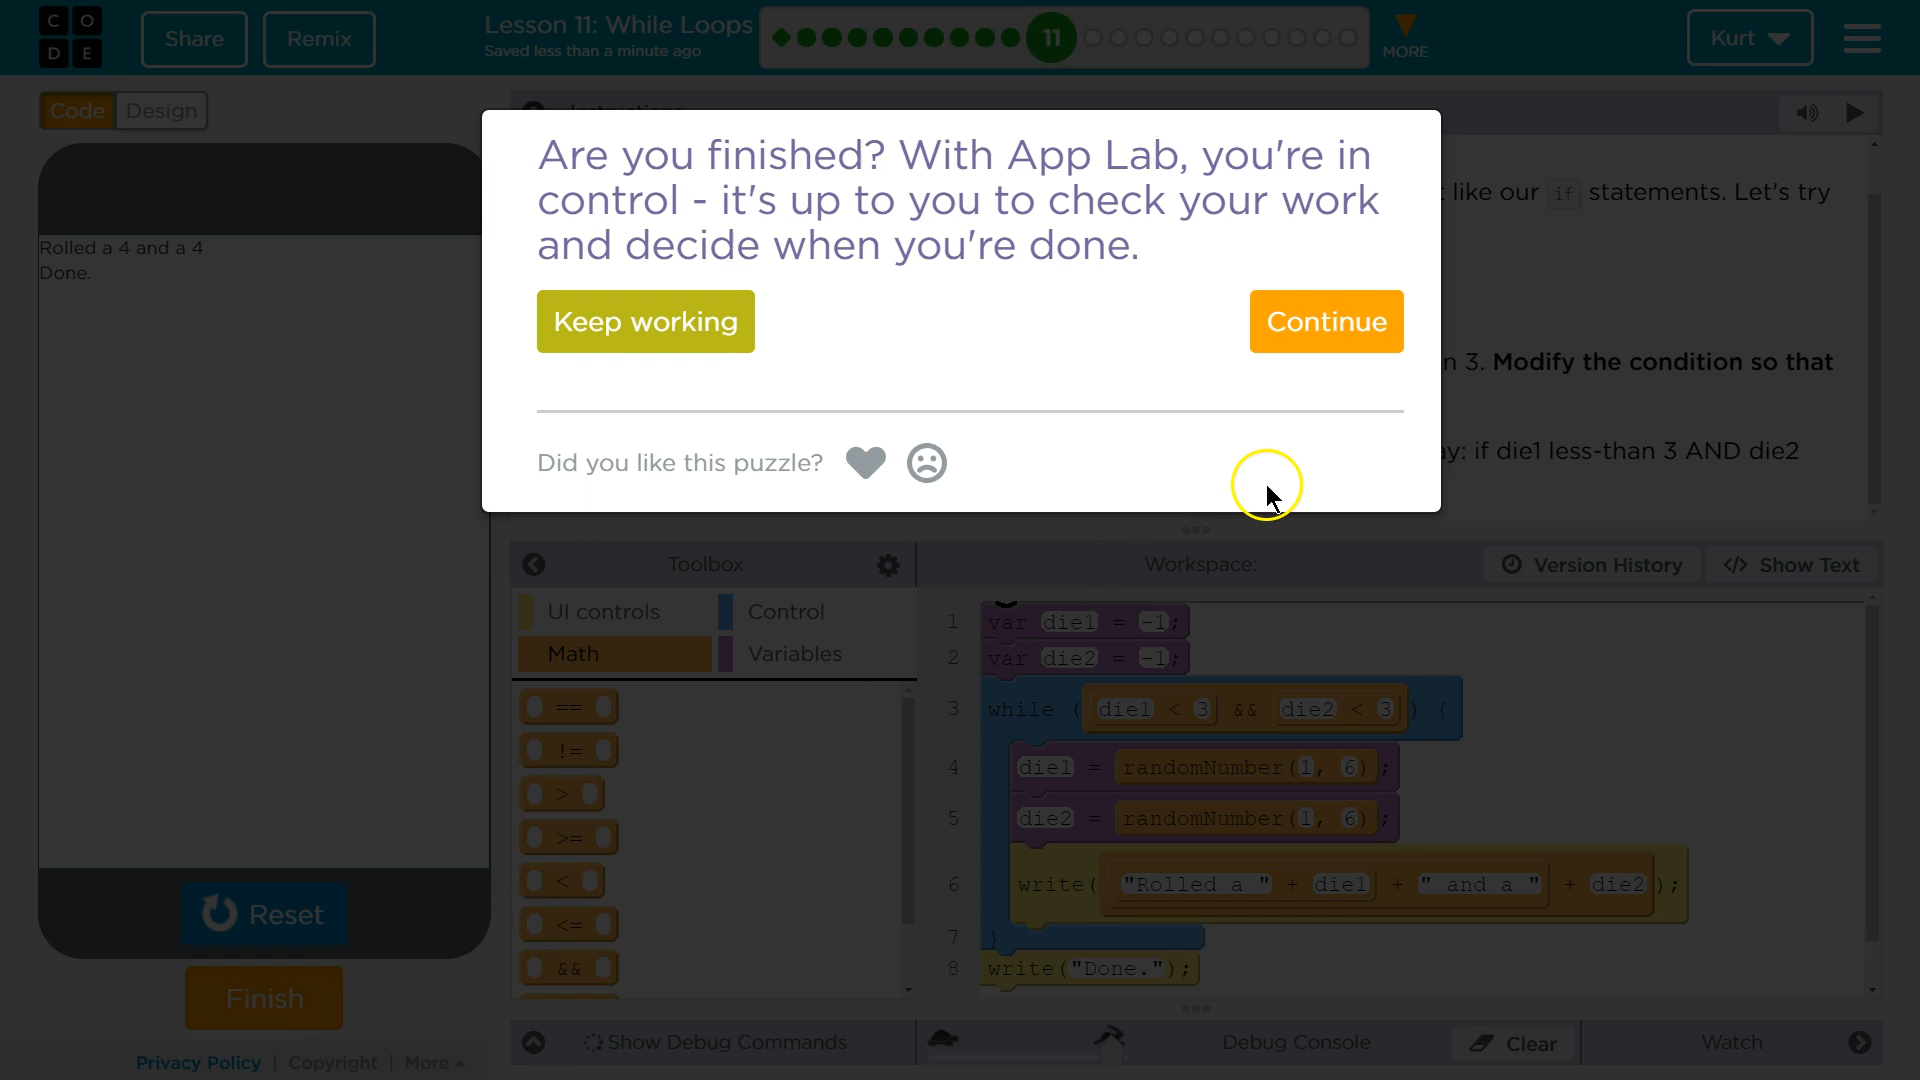 C O
D E
Share
Remix
Lesson 11: While Loops
Saved less than a minute ago
11
MORE
Kurt
Code
Design
Instructions
Are you finished? With App Lab, you're in
control - it's up to you to check your work
and decide when you're done.
Keep working
Continue
Did you like this puzzle?
like our if statements. Let's try
n 3. Modify the condition so that
ay: if die1 less-than 3 AND die2
Rolled a 4 and a 4
Done.
Reset
Finish
Privacy Policy | Copyright | More
Toolbox
Workspace:
Version History
</> Show Text
UI controls
Control
Math
Variables
==
!=
>
>=
<
<=
&&
1 var die1 = -1;
2 var die2 = -1;
3 while ( die1 < 3 && die2 < 3 ) {
4 die1 = randomNumber(1, 6);
5 die2 = randomNumber(1, 6);
6 write( "Rolled a " + die1 + " and a " + die2 );
7 }
8 write("Done.");
Show Debug Commands
Debug Console
Clear
Watch